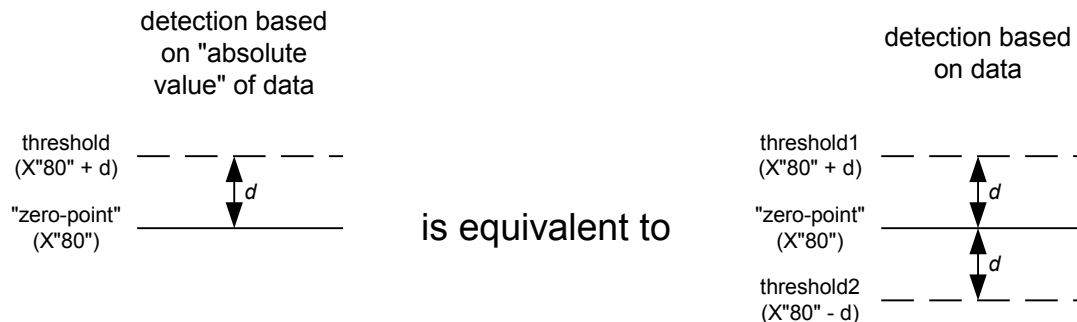 detection based
on "absolute
value" of data
threshold
(X"80" + d)
d
"zero-point"
(X"80")
is equivalent to
detection based
on data
threshold1
(X"80" + d)
d
"zero-point"
(X"80")
d
threshold2
(X"80" - d)